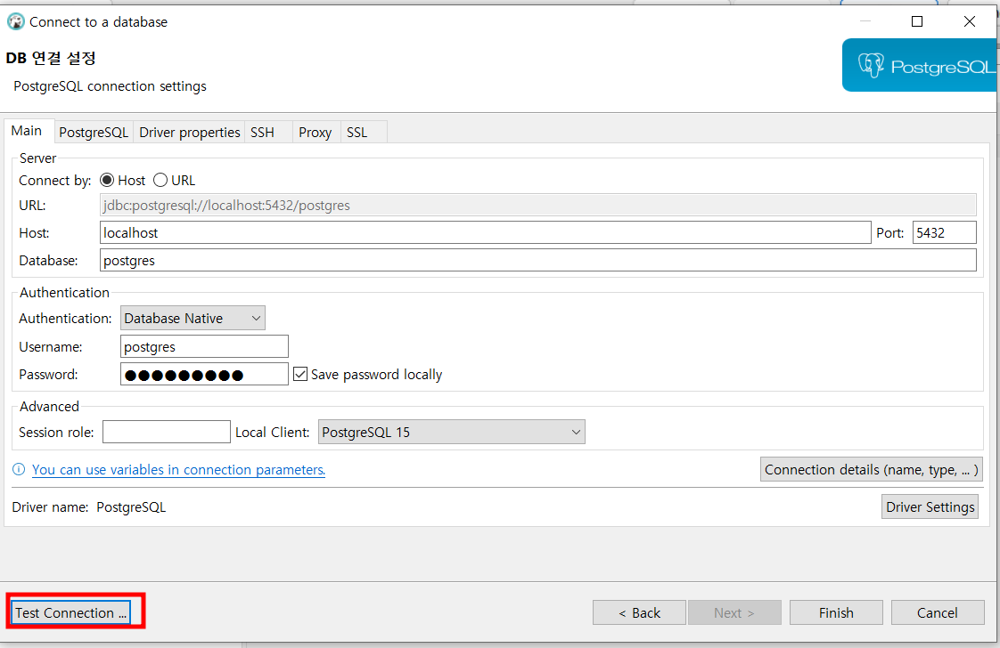 Connect to a database
DB 연결 설정
PostgreSQL connection settings
PostgreSQL
Main PostgreSQL Driver properties SSH Proxy SSL
Server
Connect by: Host URL
URL: jdbc:postgresql://localhost:5432/postgres
Host: localhost Port: 5432
Database: postgres
Authentication
Authentication: Database Native
Username: postgres
Password: ●●●●●●●●● Save password locally
Advanced
Session role: Local Client: PostgreSQL 15
You can use variables in connection parameters. Connection details (name, type, ... )
Driver name: PostgreSQL Driver Settings
Test Connection ... < Back Next > Finish Cancel